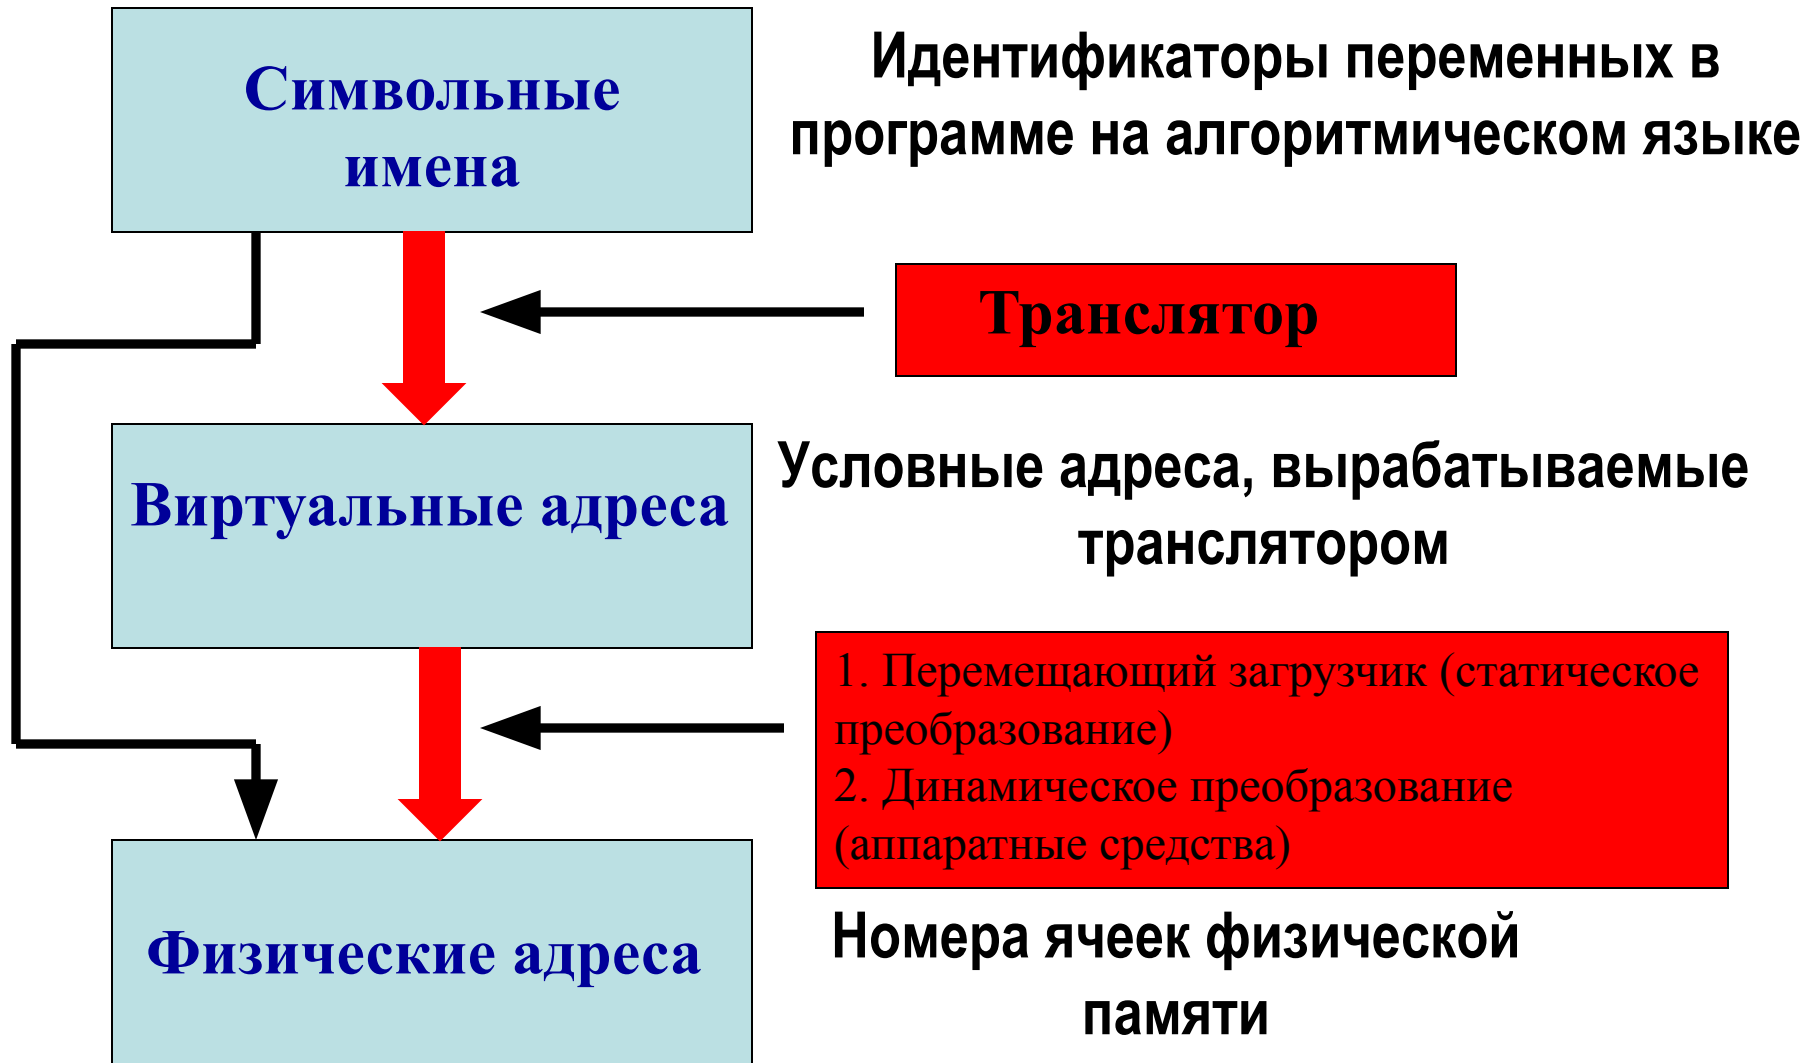 Символьные
имена
Идентификаторы переменных в
программе на алгоритмическом языке
Транслятор
Виртуальные адреса
Условные адреса, вырабатываемые
транслятором
1. Перемещающий загрузчик (статическое
преобразование)
2. Динамическое преобразование
(аппаратные средства)
Физические адреса
Номера ячеек физической
памяти